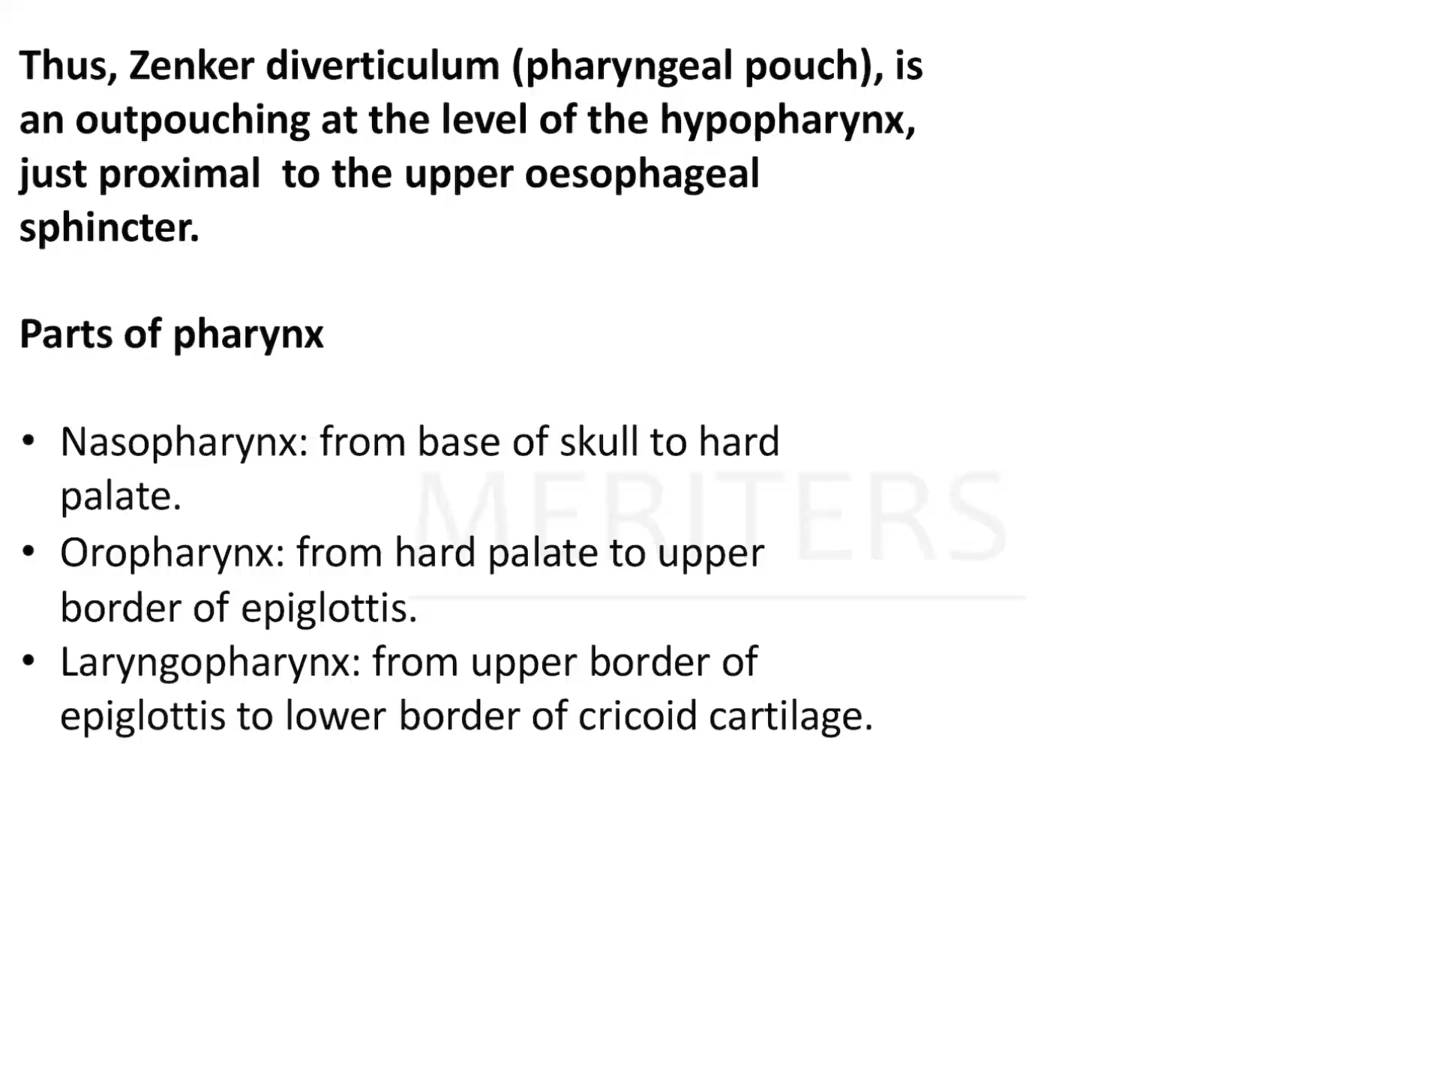 Thus, Zenker diverticulum (pharyngeal pouch), is
an outpouching at the level of the hypopharynx,
just proximal  to the upper oesophageal
sphincter.
Parts of pharynx
• Nasopharynx: from base of skull to hard
palate.
• Oropharynx: from hard palate to upper
border of epiglottis.
• Laryngopharynx: from upper border of
epiglottis to lower border of cricoid cartilage.
MERITERS